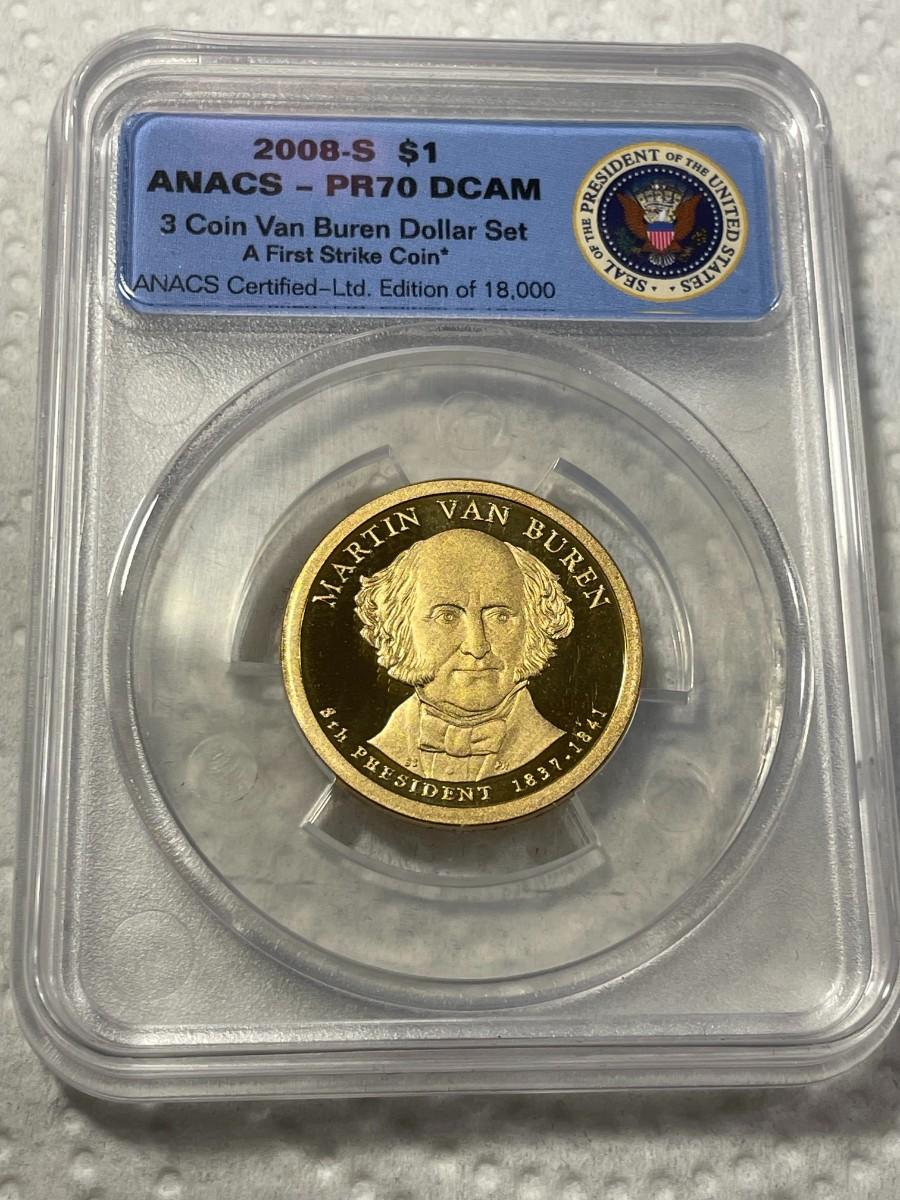 2008-S $1
ANACS - PR70 DCAM
3 Coin Van Buren Dollar Set
A First Strike Coin*
ANACS Certified-Ltd. Edition of 18,000
SEAL OF THE PRESIDENT OF THE UNITED STATES
MARTIN VAN BUREN
8th PRESIDENT 1837-1841